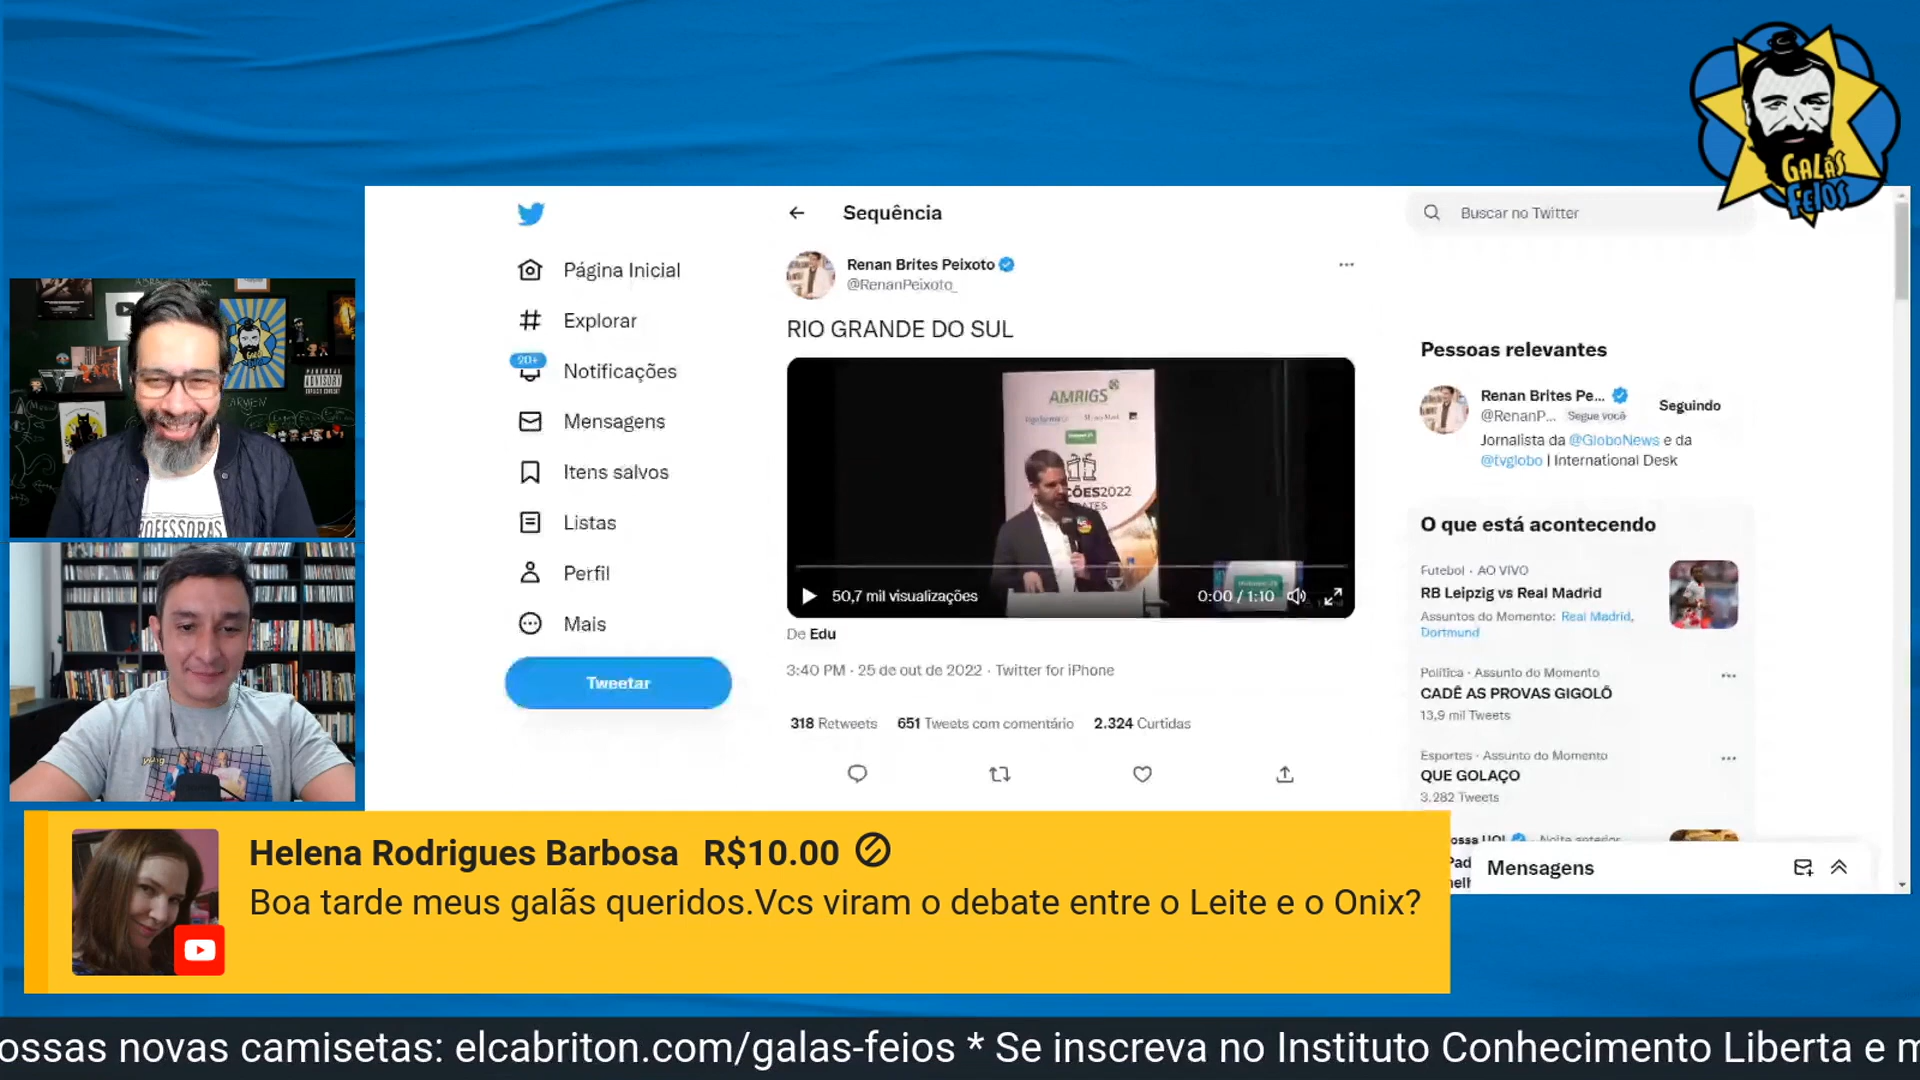 GALÃS
FEIOS
Sequência
Buscar no Twitter
Página Inicial
Explorar
20+
Notificações
Mensagens
Itens salvos
Listas
Perfil
Mais
Tweetar
Renan Brites Peixoto
@RenanPeixoto_
RIO GRANDE DO SUL
AMRIGS
ÇÕES2022
50,7 mil visualizações
0:00 / 1:10
De Edu
3:40 PM · 25 de out de 2022 · Twitter for iPhone
318 Retweets 651 Tweets com comentário 2.324 Curtidas
Pessoas relevantes
Renan Brites Pe...
@RenanP... Segue você
Seguindo
Jornalista da @GloboNews e da
@tvglobo | International Desk
O que está acontecendo
Futebol · AO VIVO
RB Leipzig vs Real Madrid
Assuntos do Momento: Real Madrid,
Dortmund
Política · Assunto do Momento
CADÊ AS PROVAS GIGOLÔ
13,9 mil Tweets
Esportes · Assunto do Momento
QUE GOLAÇO
3.282 Tweets
Mensagens
PARENTAL
ADVISORY
ROFESSORAS
Helena Rodrigues Barbosa R$10.00
Boa tarde meus galãs queridos.Vcs viram o debate entre o Leite e o Onix?
ossas novas camisetas: elcabriton.com/galas-feios * Se inscreva no Instituto Conhecimento Liberta e m